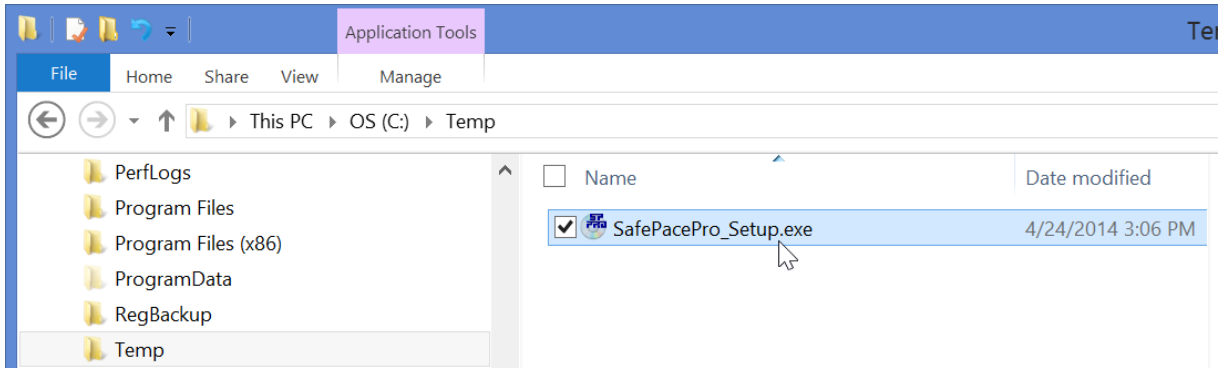 Application Tools
Te
File Home Share View Manage
This PC OS (C:) Temp
Name Date modified
PerfLogs
SafePacePro_Setup.exe 4/24/2014 3:06 PM
Program Files
Program Files (x86)
ProgramData
RegBackup
Temp